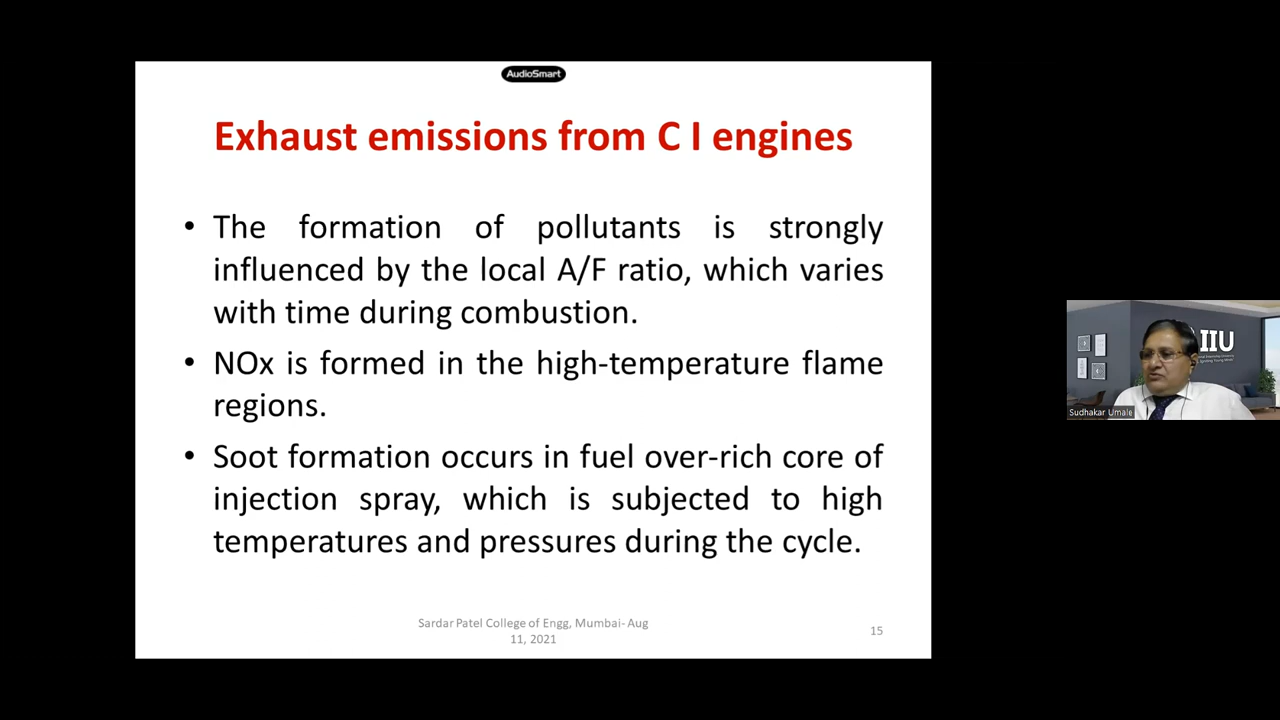 AudioSmart
Exhaust emissions from C I engines
• The formation of pollutants is strongly
influenced by the local A/F ratio, which varies
with time during combustion.
• NOx is formed in the high-temperature flame
regions.
• Soot formation occurs in fuel over-rich core of
injection spray, which is subjected to high
temperatures and pressures during the cycle.
Sardar Patel College of Engg, Mumbai- Aug
11, 2021
15
IIU
Sudhakar Umale